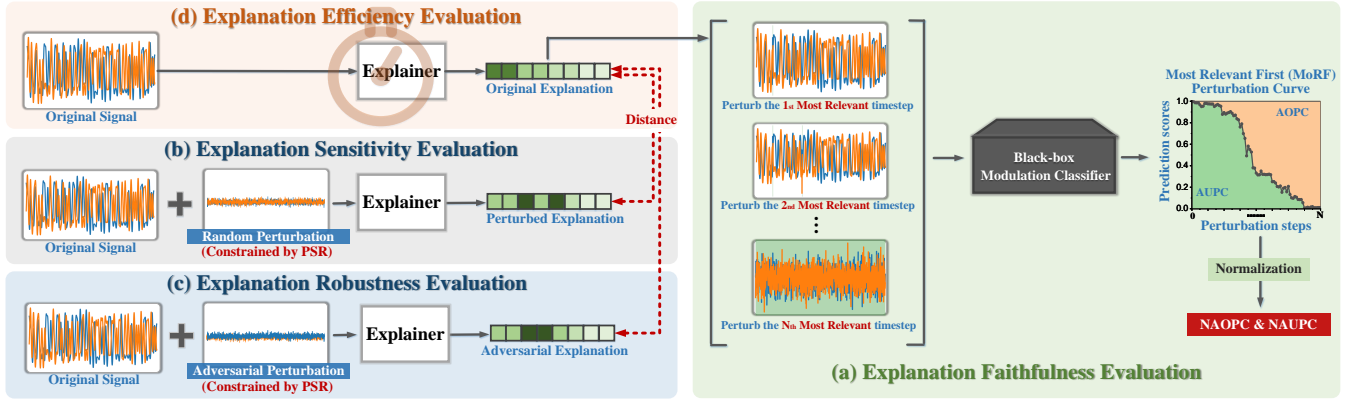 (d) Explanation Efficiency Evaluation
Original Signal
Explainer
Original Explanation
Distance
(b) Explanation Sensitivity Evaluation
Original Signal
Random Perturbation
(Constrained by PSR)
Explainer
Perturbed Explanation
(c) Explanation Robustness Evaluation
Original Signal
Adversarial Perturbation
(Constrained by PSR)
Explainer
Adversarial Explanation
Perturb the 1st Most Relevant timestep
Perturb the 2nd Most Relevant timestep
Perturb the Nth Most Relevant timestep
Black-box
Modulation Classifier
Most Relevant First (MoRF)
Perturbation Curve
Prediction scores
1.0
0.8
0.6
0.4
0.2
0.0
AOPC
AUPC
0
N
Perturbation steps
Normalization
NAOPC & NAUPC
(a) Explanation Faithfulness Evaluation